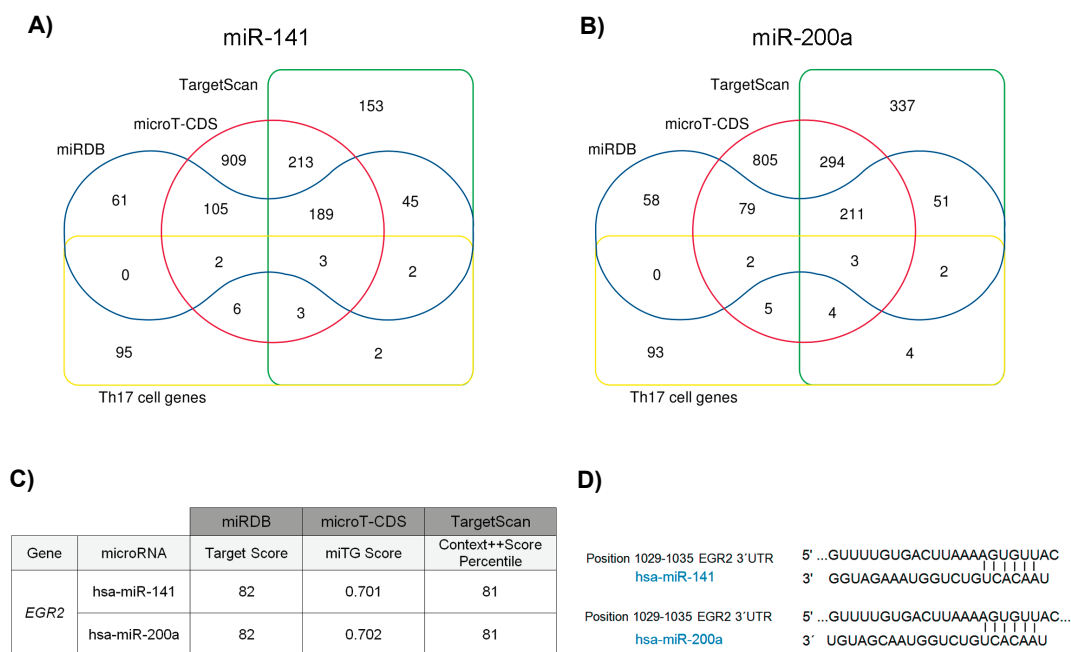 A)
miR-141
TargetScan
microT-CDS
miRDB
153
909
213
61
105
189
45
0
2
3
2
6
3
95
2
Th17 cell genes
B)
miR-200a
TargetScan
microT-CDS
miRDB
337
805
294
58
79
211
51
0
2
3
2
5
4
93
4
Th17 cell genes
C)
miRDB microT-CDS TargetScan
Gene microRNA Target Score miTG Score Context++Score Percentile
EGR2 hsa-miR-141 82 0.701 81
hsa-miR-200a 82 0.702 81
D)
Position 1029-1035 EGR2 3´UTR 5' ...GUUUUGUGACUUAAAAGUGUUAC
hsa-miR-141 3' GGUAGAAAUGGUCUGUCACAAU
Position 1029-1035 EGR2 3´UTR 5' ...GUUUUGUGACUUAAAAGUGUUAC...
hsa-miR-200a 3´ UGUAGCAAUGGUCUGUCACAAU